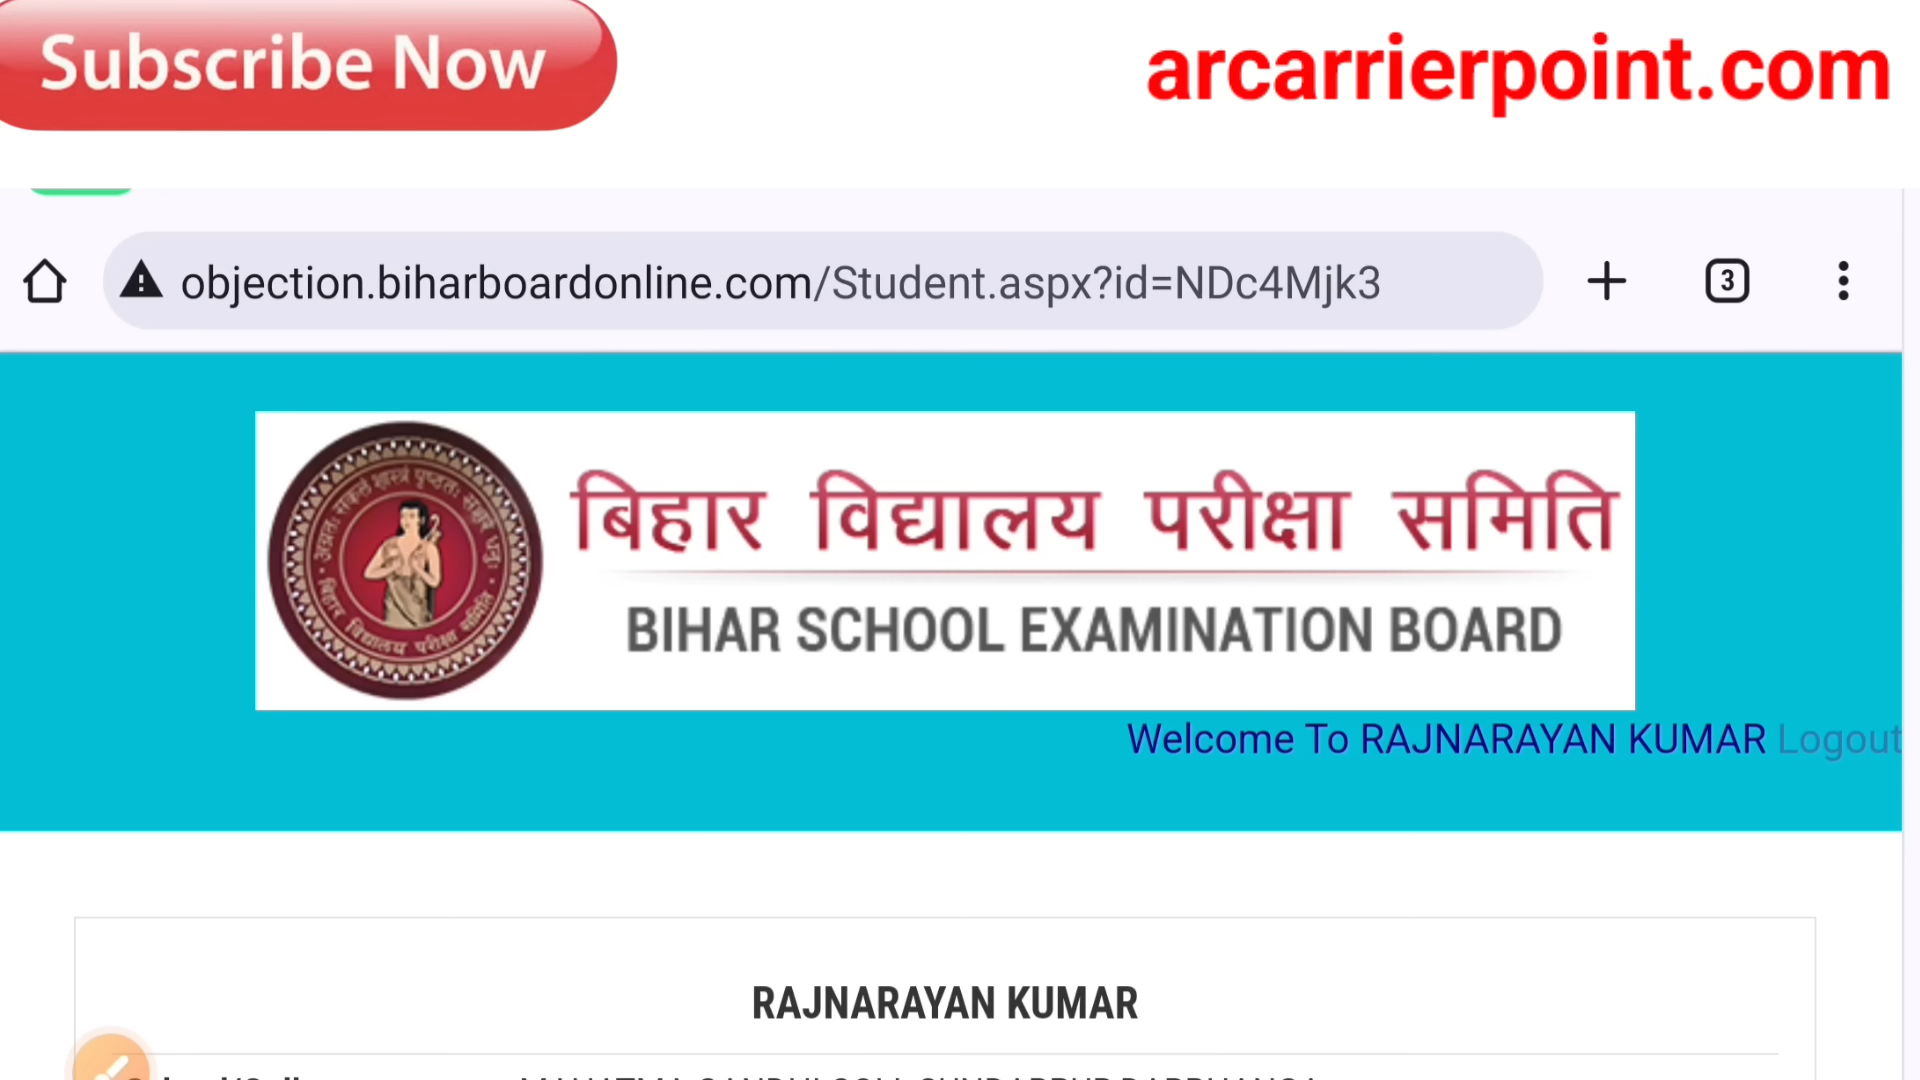 Subscribe Now
arcarrierpoint.com
objection.biharboardonline.com/Student.aspx?id=NDc4Mjk3
3
बिहार विद्यालय परीक्षा समिति
BIHAR SCHOOL EXAMINATION BOARD
Welcome To RAJNARAYAN KUMAR Logout
RAJNARAYAN KUMAR